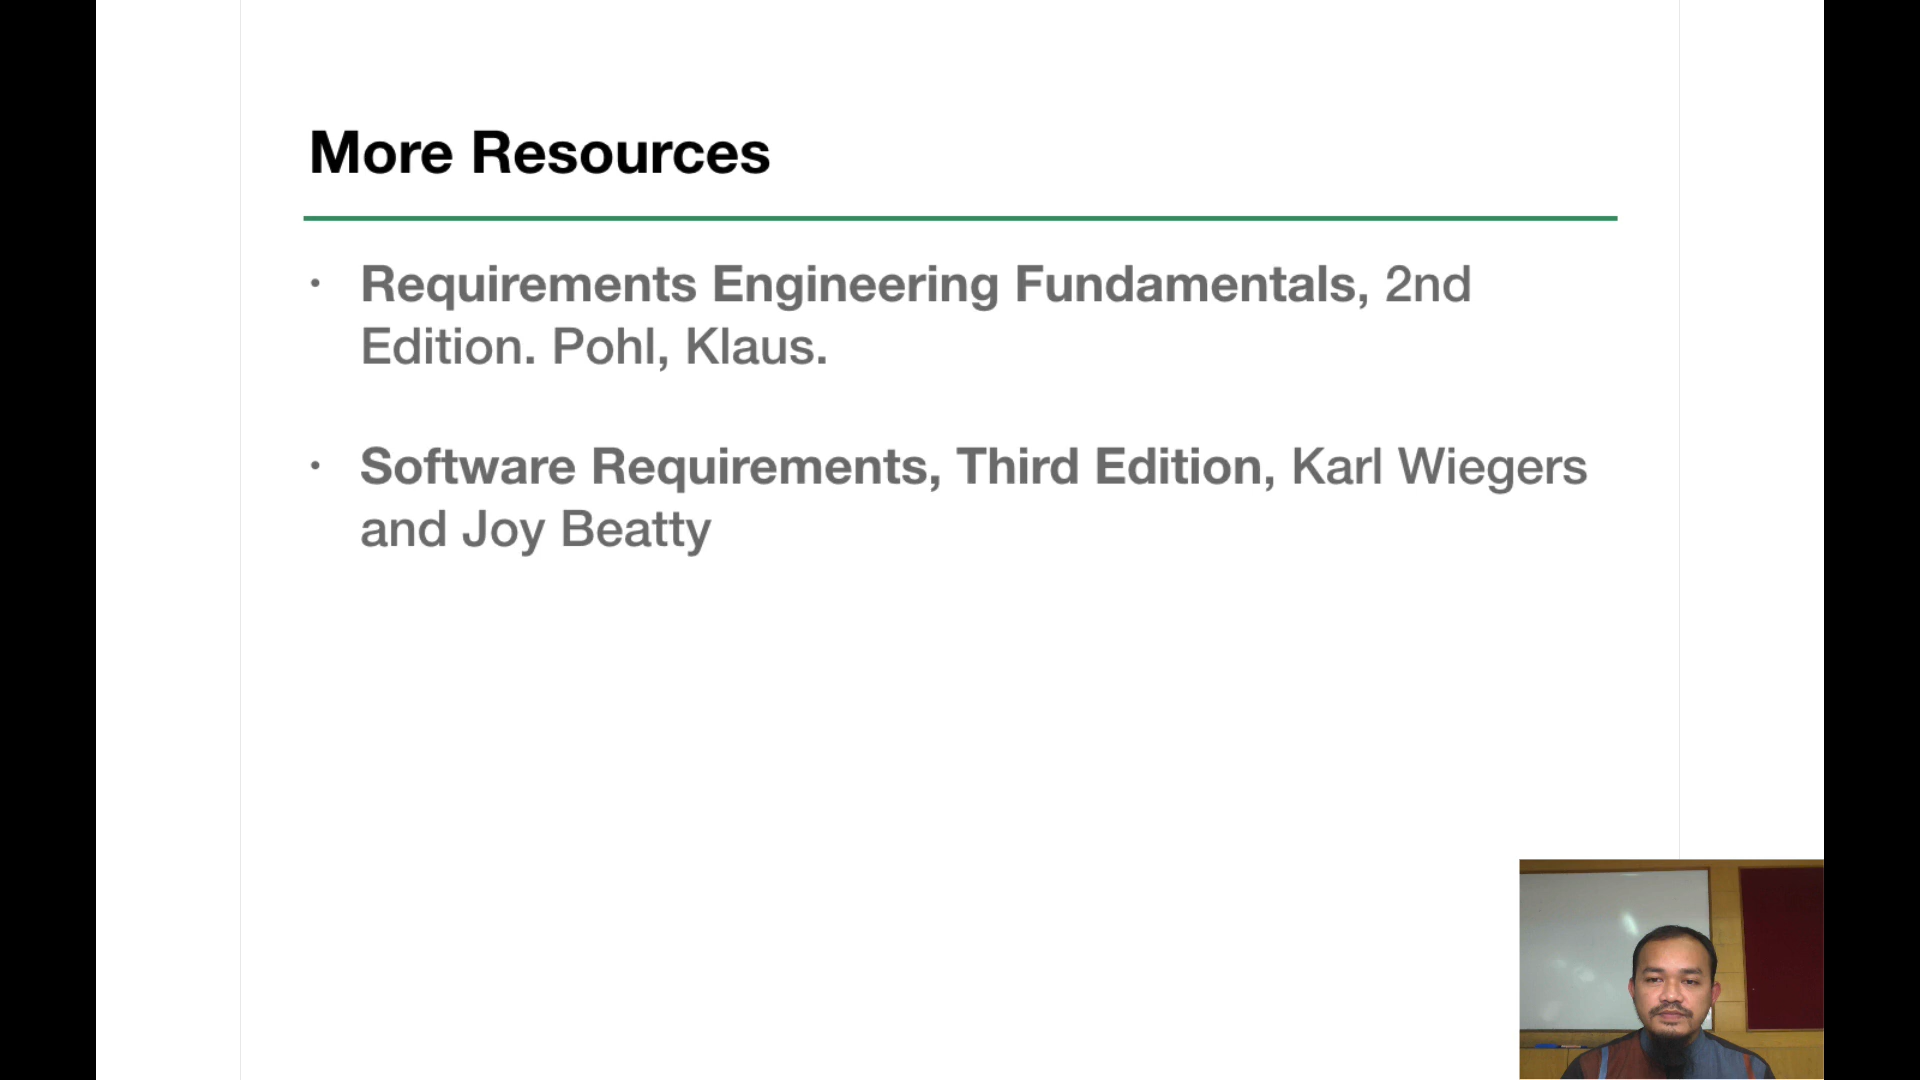 More Resources
• Requirements Engineering Fundamentals, 2nd
Edition. Pohl, Klaus.
• Software Requirements, Third Edition, Karl Wiegers
and Joy Beatty